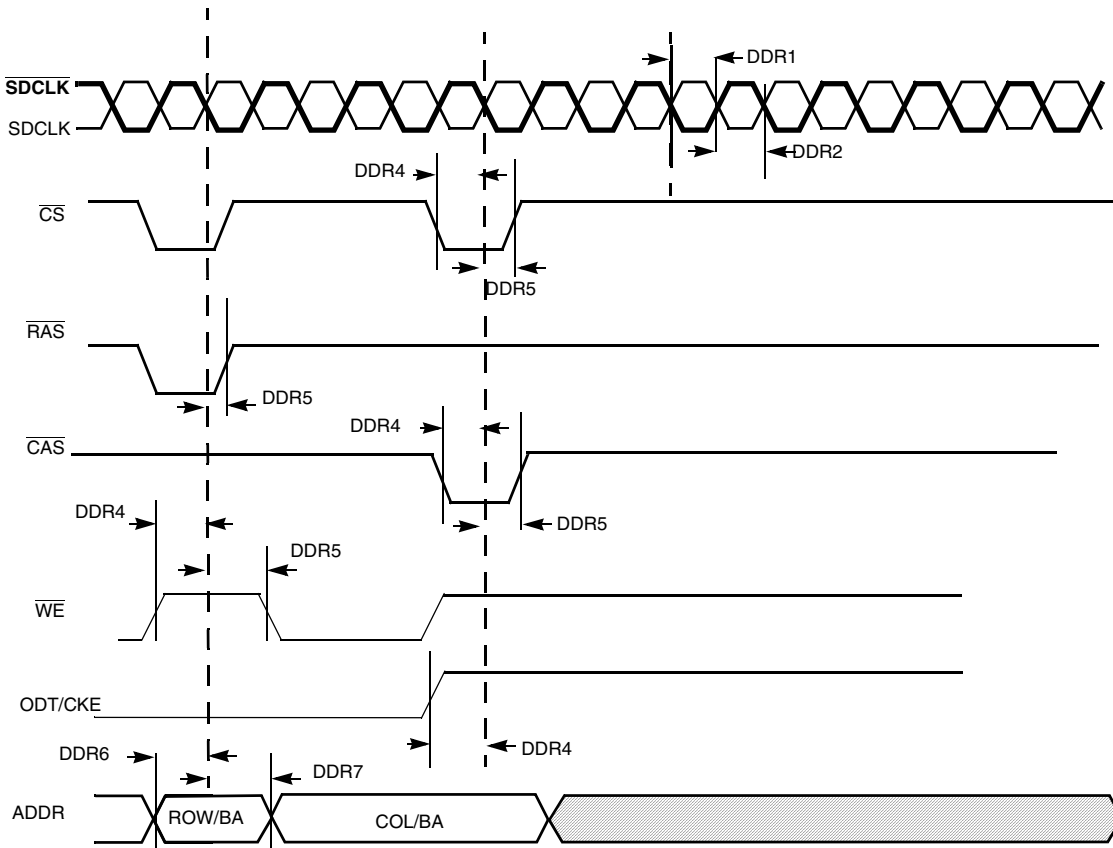 DDR1
SDCLK
SDCLK
DDR2
DDR4
CS
DDR5
RAS
DDR5
DDR4
CAS
DDR4
DDR5
DDR5
WE
ODT/CKE
DDR4
DDR6
DDR7
ADDR
ROW/BA
COL/BA